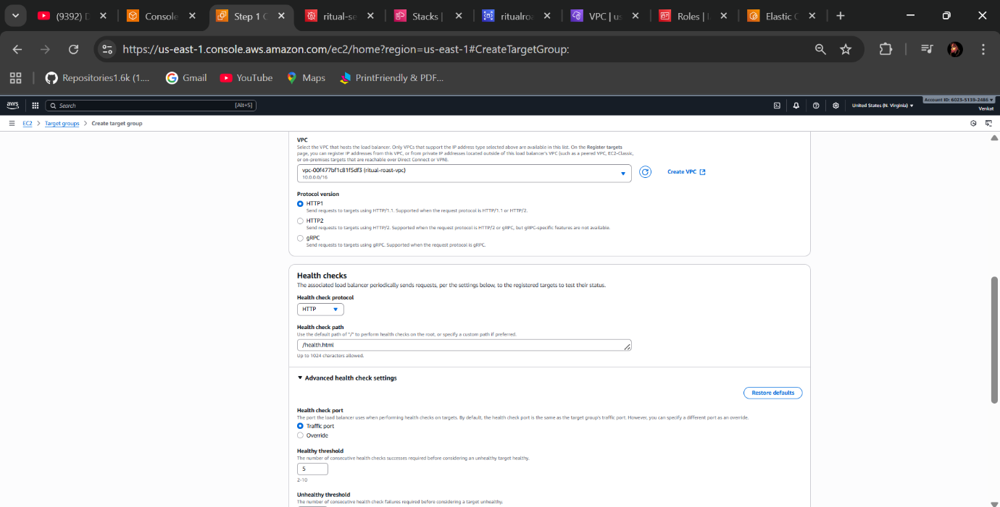 (9392) D
Console
Step 1 C
ritual-se
Stacks |
ritualroa
VPC | us
Roles |
Elastic C
https://us-east-1.console.aws.amazon.com/ec2/home?region=us-east-1#CreateTargetGroup:
Repositories1.6k (1....
Gmail
YouTube
Maps
PrintFriendly & PDF...
aws
Search
[Alt+S]
United States (N. Virginia)
Account ID: 6023-5139-2486
Venkat
EC2 > Target groups > Create target group
VPC
Select the VPC that hosts the load balancer. Only VPCs that support the IP address type selected above are available in this list. On the Register targets
page, you can register IP addresses from this VPC, or from private IP addresses located outside of this load balancer's VPC (such as a peered VPC, EC2-Classic,
or on-premises targets that are reachable over Direct Connect or VPN).
vpc-00f477bf1c81f5df3 (ritual-roast-vpc)
10.0.0.0/16
Create VPC
Protocol version
HTTP1
Send requests to targets using HTTP/1.1. Supported when the request protocol is HTTP/1.1 or HTTP/2.
HTTP2
Send requests to targets using HTTP/2. Supported when the request protocol is HTTP/2 or gRPC, but gRPC-specific features are not available.
gRPC
Send requests to targets using gRPC. Supported when the request protocol is gRPC.
Health checks
The associated load balancer periodically sends requests, per the settings below, to the registered targets to test their status.
Health check protocol
HTTP
Health check path
Use the default path of "/" to perform health checks on the root, or specify a custom path if preferred.
/health.html
Up to 1024 characters allowed.
Advanced health check settings
Restore defaults
Health check port
The port the load balancer uses when performing health checks on targets. By default, the health check port is the same as the target group's traffic port. However, you can specify a different port as an override.
Traffic port
Override
Healthy threshold
The number of consecutive health checks successes required before considering an unhealthy target healthy.
5
2-10
Unhealthy threshold
The number of consecutive health check failures required before considering a target unhealthy.